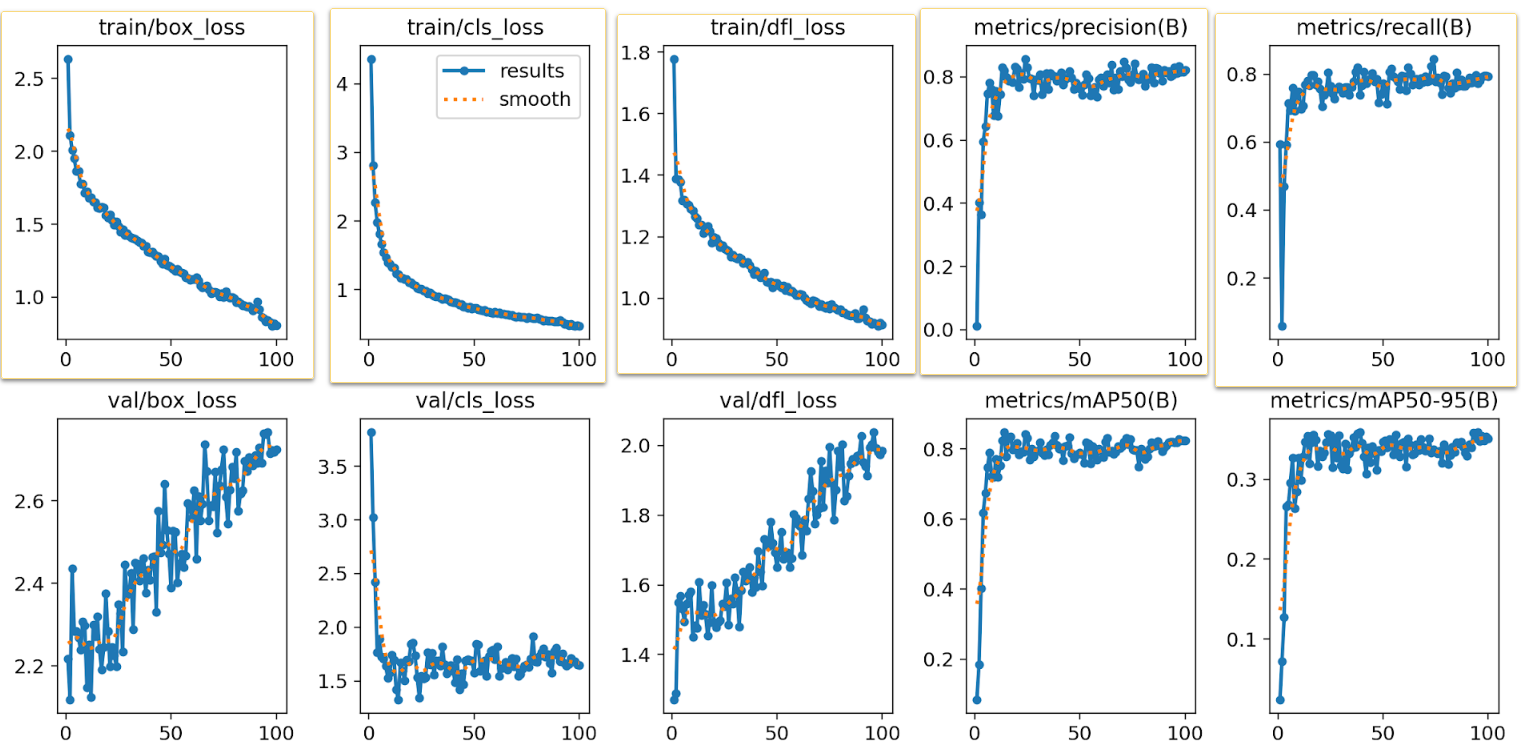 train/box_loss
train/cls_loss
train/dfl_loss
metrics/precision(B)
metrics/recall(B)
results
smooth
2.5
2.0
1.5
1.0
0 50 100
4
3
2
1
0 50 100
1.8
1.6
1.4
1.2
1.0
0 50 100
0.8
0.6
0.4
0.2
0.0
0 50 100
0.8
0.6
0.4
0.2
0 50 100
val/box_loss
val/cls_loss
val/dfl_loss
metrics/mAP50(B)
metrics/mAP50-95(B)
2.6
2.4
2.2
0 50 100
3.5
3.0
2.5
2.0
1.5
0 50 100
2.0
1.8
1.6
1.4
0 50 100
0.8
0.6
0.4
0.2
0 50 100
0.3
0.2
0.1
0 50 100